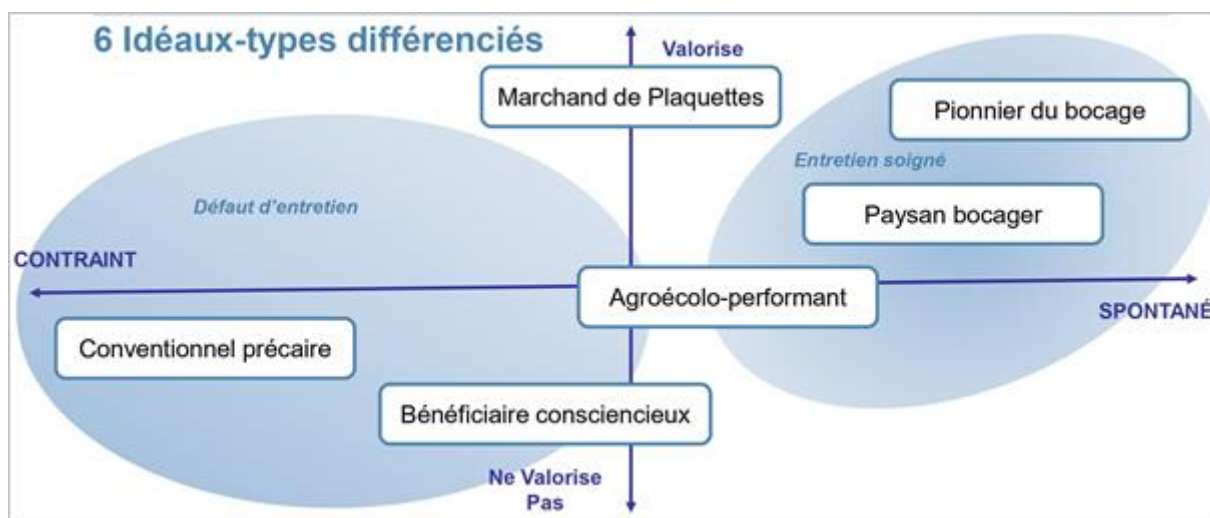 6 Idéaux-types différenciés
Valorise
Marchand de Plaquettes
Pionnier du bocage
Entretien soigné
Défaut d'entretien
Paysan bocager
CONTRAINT
Agroécolo-performant
SPONTANÉ
Conventionnel précaire
Bénéficiaire consciencieux
Ne Valorise
Pas